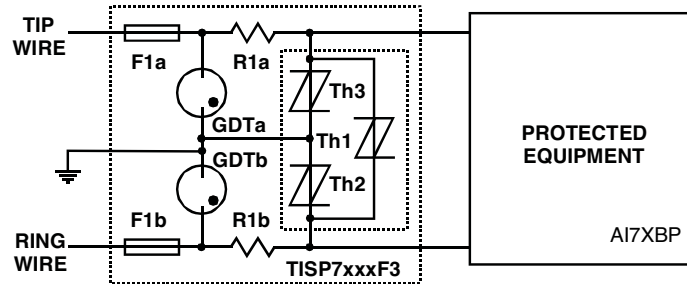 TIP
WIRE
F1a
R1a
Th3
GDTa
Th1
PROTECTED
EQUIPMENT
GDTb
Th2
F1b
R1b
AI7XBP
RING
WIRE
TISP7xxxF3